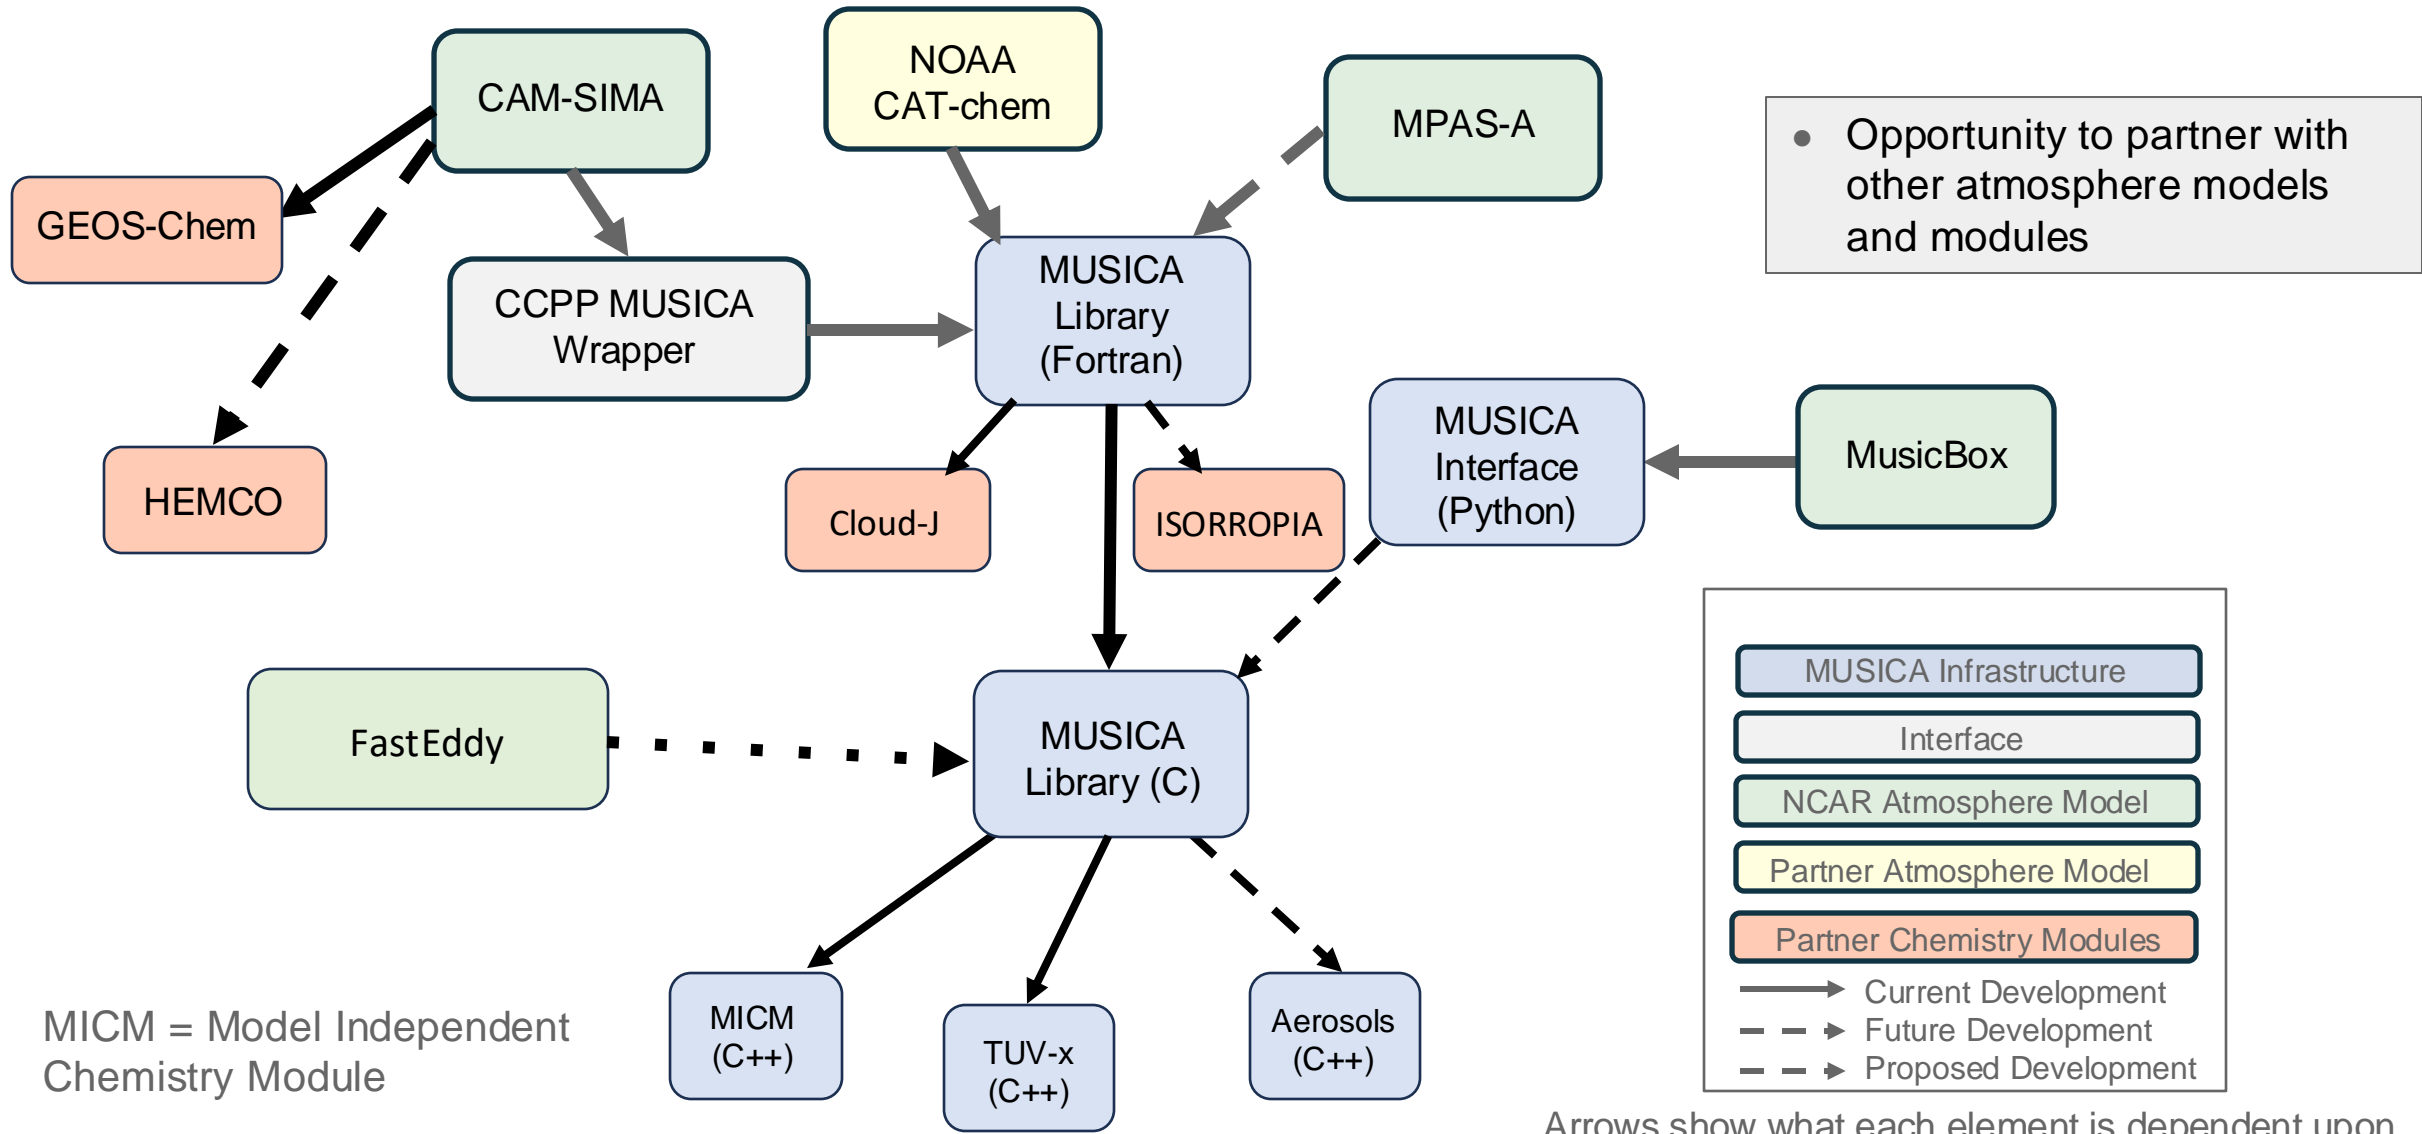 CAM-SIMA
NOAA
CAT-chem
MPAS-A
● Opportunity to partner with
other atmosphere models
and modules
GEOS-Chem
CCPP MUSICA
Wrapper
MUSICA
Library
(Fortran)
MUSICA
Interface
(Python)
MusicBox
HEMCO
Cloud-J
ISORROPIA
FastEddy
MUSICA
Library (C)
MUSICA Infrastructure
Interface
NCAR Atmosphere Model
Partner Atmosphere Model
Partner Chemistry Modules
Current Development
Future Development
Proposed Development
MICM
(C++)
TUV-x
(C++)
Aerosols
(C++)
MICM = Model Independent
Chemistry Module
Arrows show what each element is dependent upon